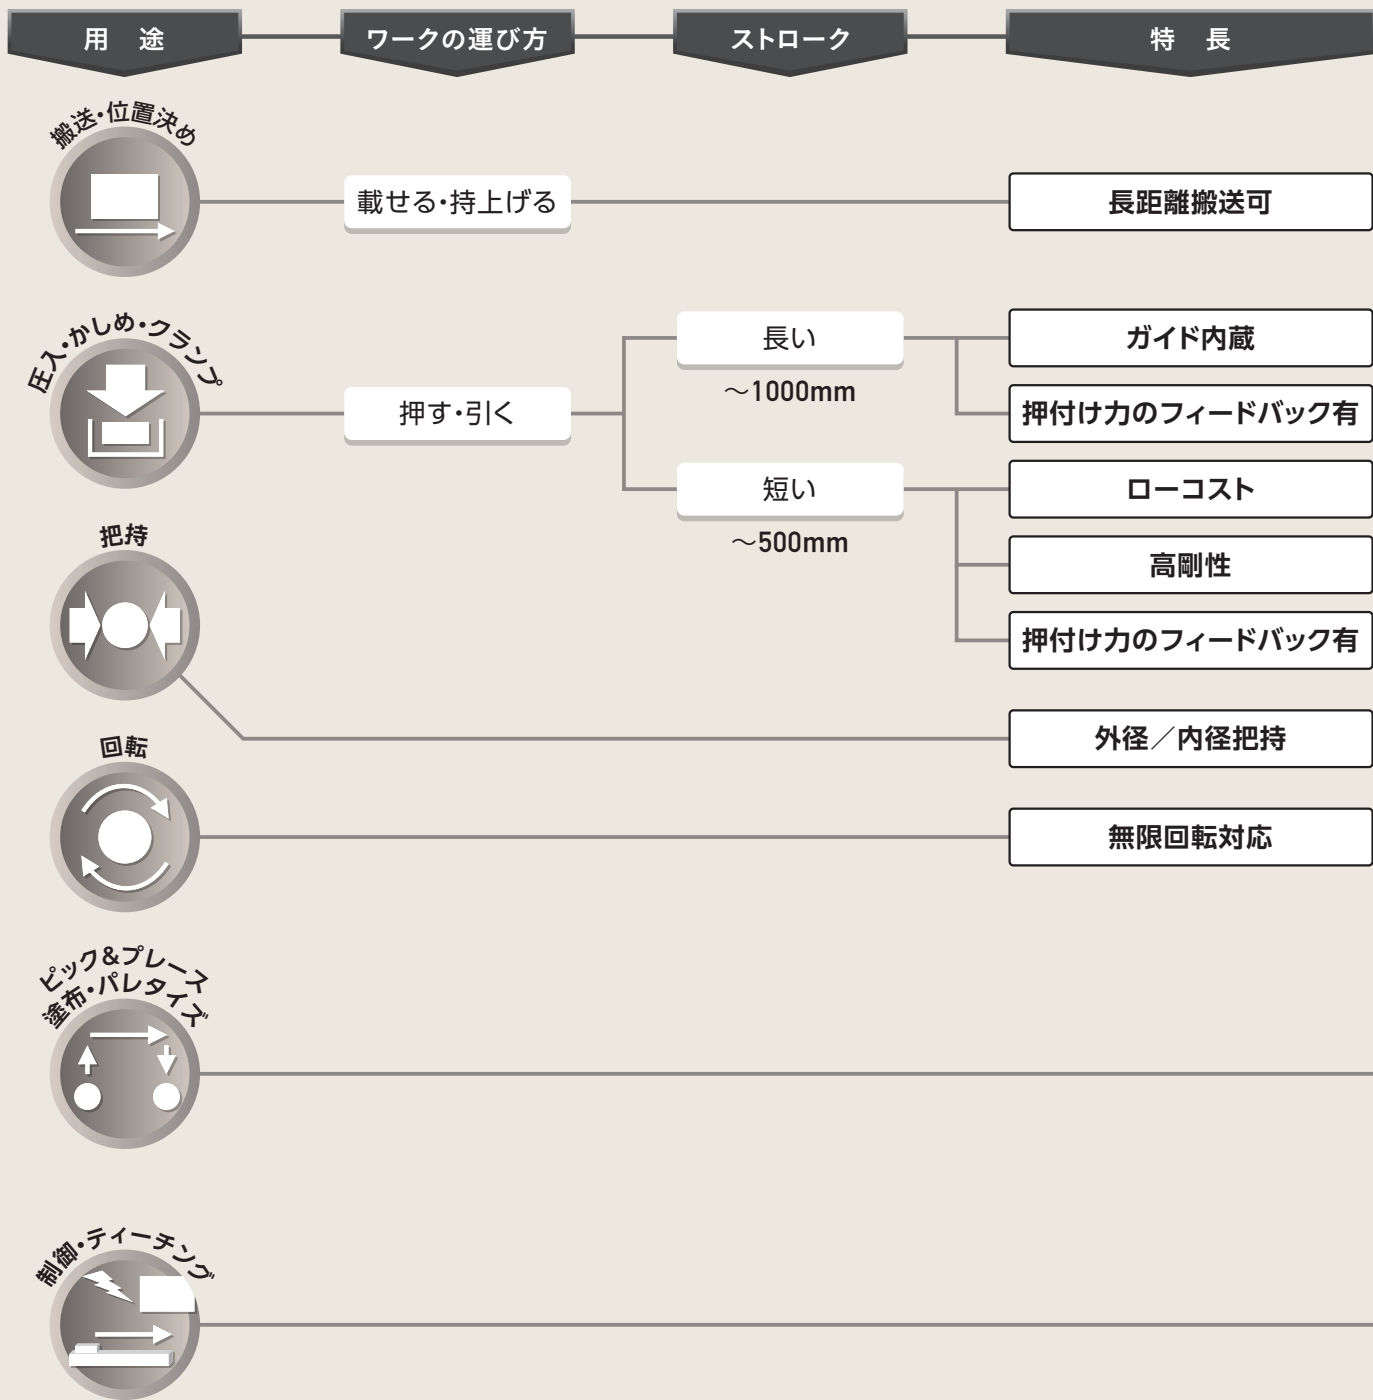 用　途
ワークの運び方
ストローク
特　長
搬送・位置決め
載せる・持上げる
長距離搬送可
圧入・かしめ・クランプ
押す・引く
長い
～1000mm
ガイド内蔵
押付け力のフィードバック有
短い
～500mm
ローコスト
高剛性
押付け力のフィードバック有
把持
外径／内径把持
回転
無限回転対応
ピック&プレース
塗布・パレタイズ
制御・ティーチング